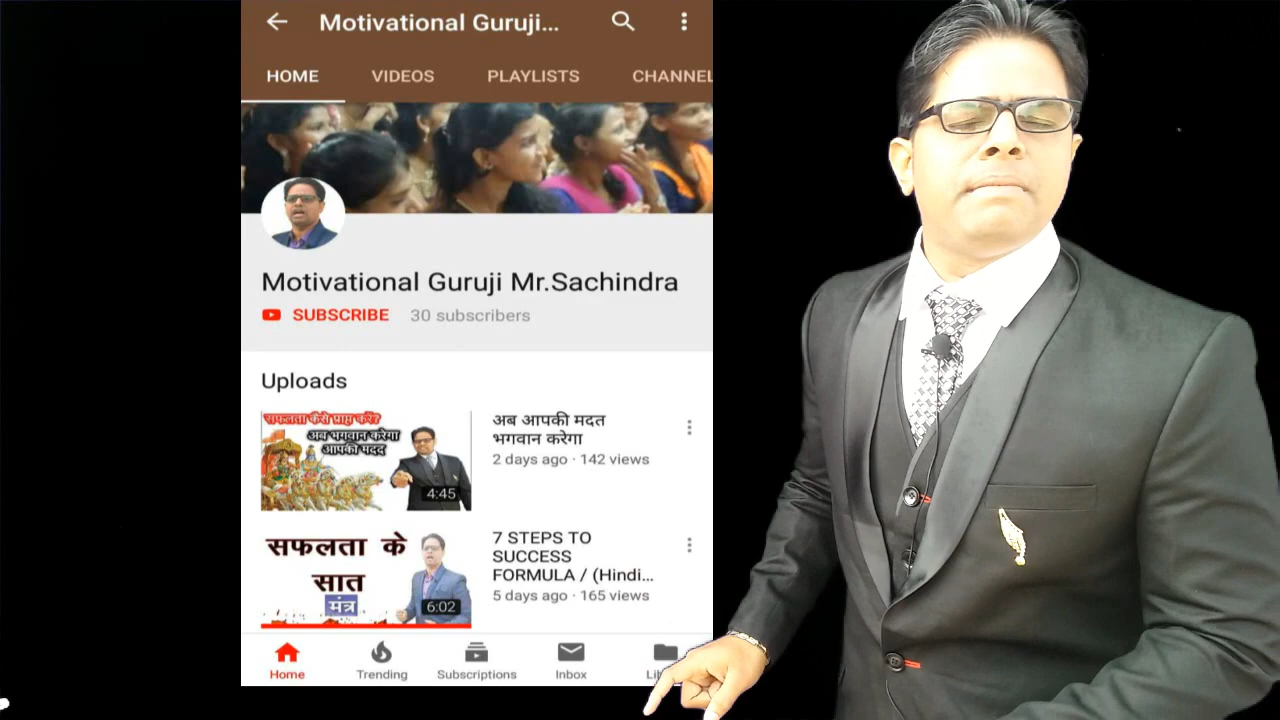 Motivational Guruji...
HOME VIDEOS PLAYLISTS CHANNEL
Motivational Guruji Mr.Sachindra
SUBSCRIBE 30 subscribers
Uploads
सफलता कैसे प्राप्त करें?
अब भगवान करेगा
आपकी मदद
4:45
अब आपकी मदत
भगवान करेगा
2 days ago · 142 views
सफलता के
सात
मंत्र
6:02
7 STEPS TO
SUCCESS
FORMULA / (Hindi...
5 days ago · 165 views
Home Trending Subscriptions Inbox